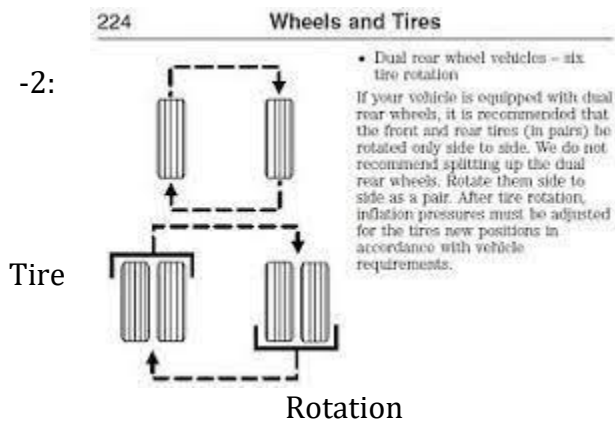 224 Wheels and Tires
-2:
• Dual rear wheel vehicles – six
tire rotation
If your vehicle is equipped with dual
rear wheels, it is recommended that
the front and rear tires (in pairs) be
rotated only side to side. We do not
recommend splitting up the dual
rear wheels. Rotate them side to
side as a pair. After tire rotation,
inflation pressures must be adjusted
for the tires new positions in
accordance with vehicle
requirements.
Tire
Rotation